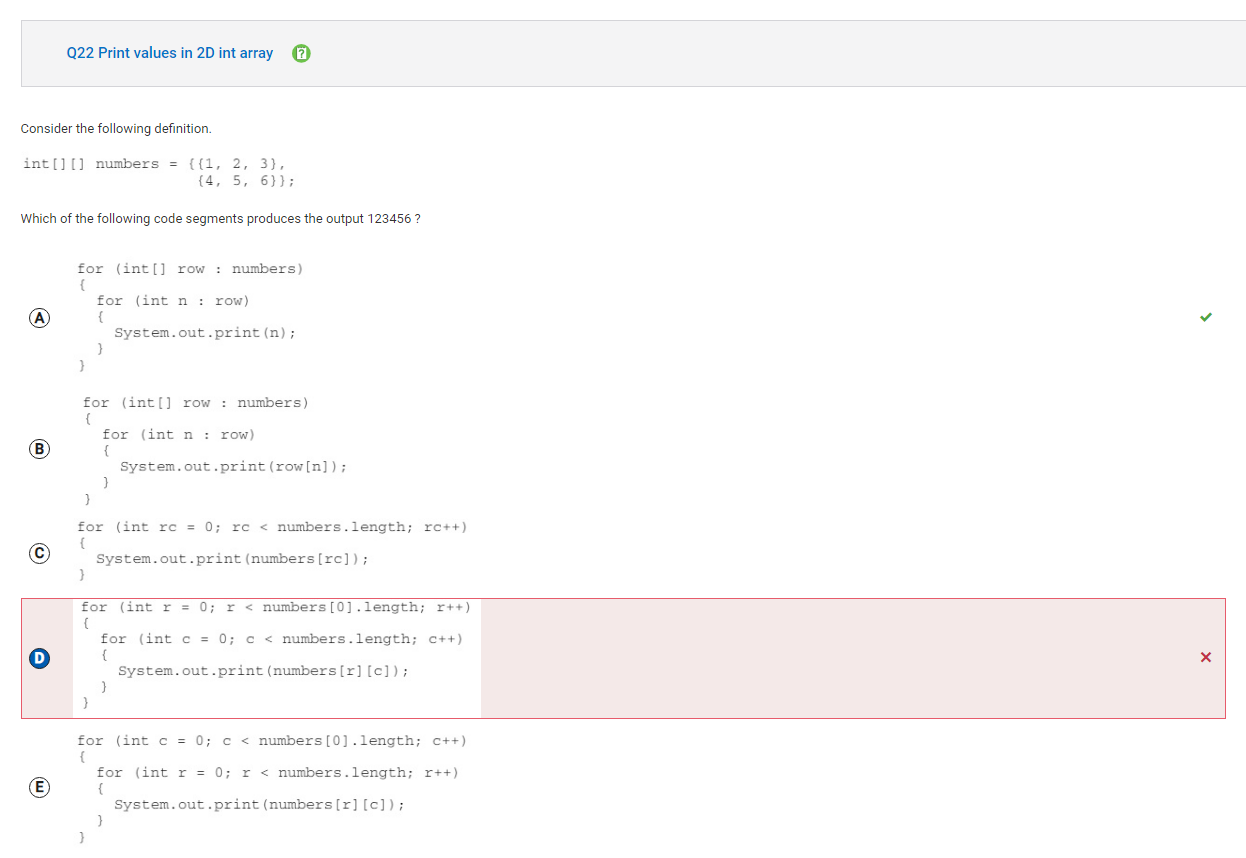 Q22 Print values in 2D int array
Consider the following definition.
int[][] numbers = {{1, 2, 3},
{4, 5, 6}};
Which of the following code segments produces the output 123456 ?
for (int[] row : numbers)
{
for (int n : row)
A
{
System.out.print(n);
}
}
for (int[] row : numbers)
{
for (int n : row)
B
{
System.out.print(row[n]);
}
}
for (int rc = 0; rc < numbers.length; rc++)
{
C
System.out.print(numbers[rc]);
}
for (int r = 0; r < numbers[0].length; r++)
{
for (int c = 0; c < numbers.length; c++)
D
{
System.out.print(numbers[r][c]);
}
}
for (int c = 0; c < numbers[0].length; c++)
{
for (int r = 0; r < numbers.length; r++)
E
{
System.out.print(numbers[r][c]);
}
}